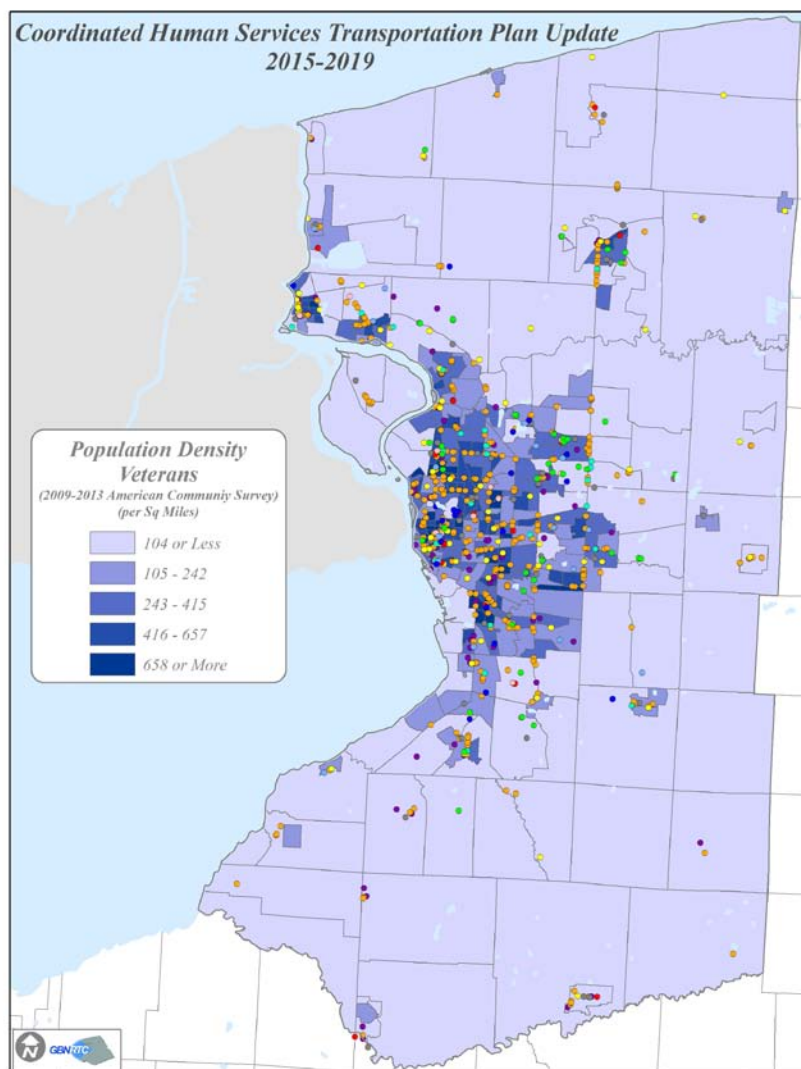 Coordinated Human Services Transportation Plan Update
2015-2019
Population Density
Veterans
(2009-2013 American Communiy Survey)
(per Sq Miles)
104 or Less
105 - 242
243 - 415
416 - 657
658 or More
N
GBNRTC